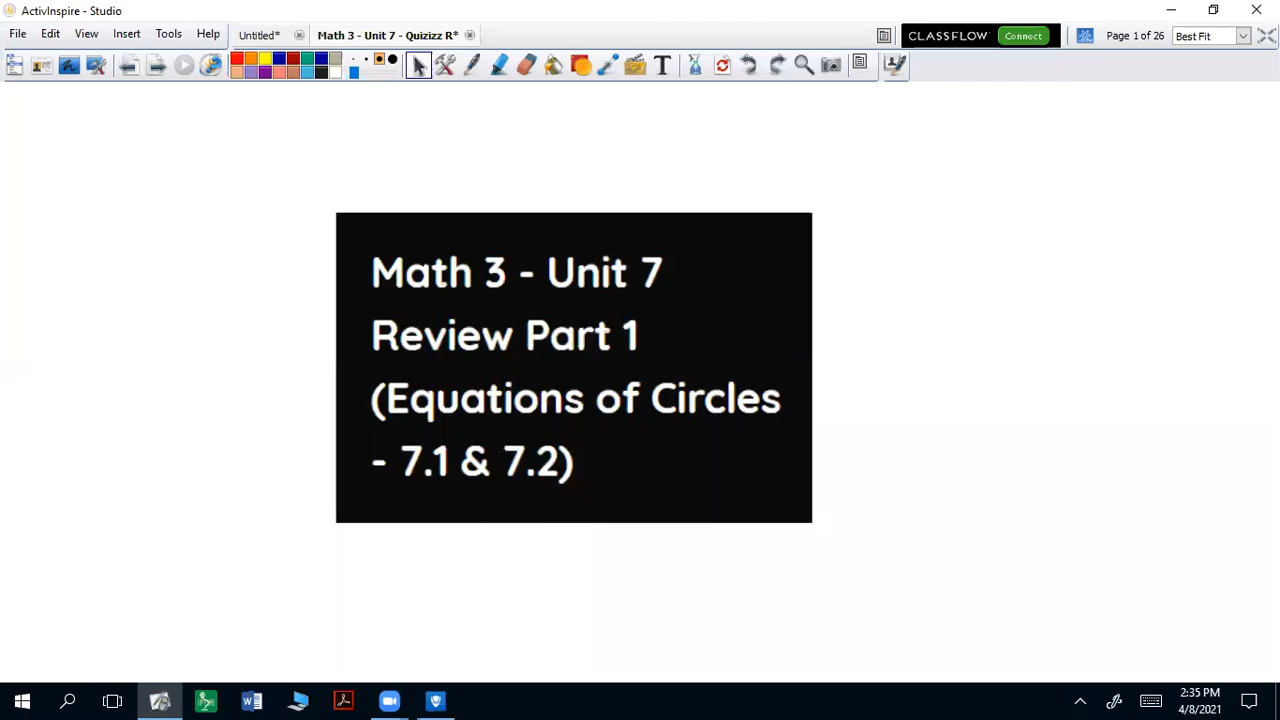 ActivInspire - Studio
File Edit View Insert Tools Help
Untitled*
Math 3 - Unit 7 - Quizizz R*
CLASSFLOW
Connect
Page 1 of 26
Best Fit
T
Math 3 - Unit 7
Review Part 1
(Equations of Circles
- 7.1 & 7.2)
2:35 PM
4/8/2021